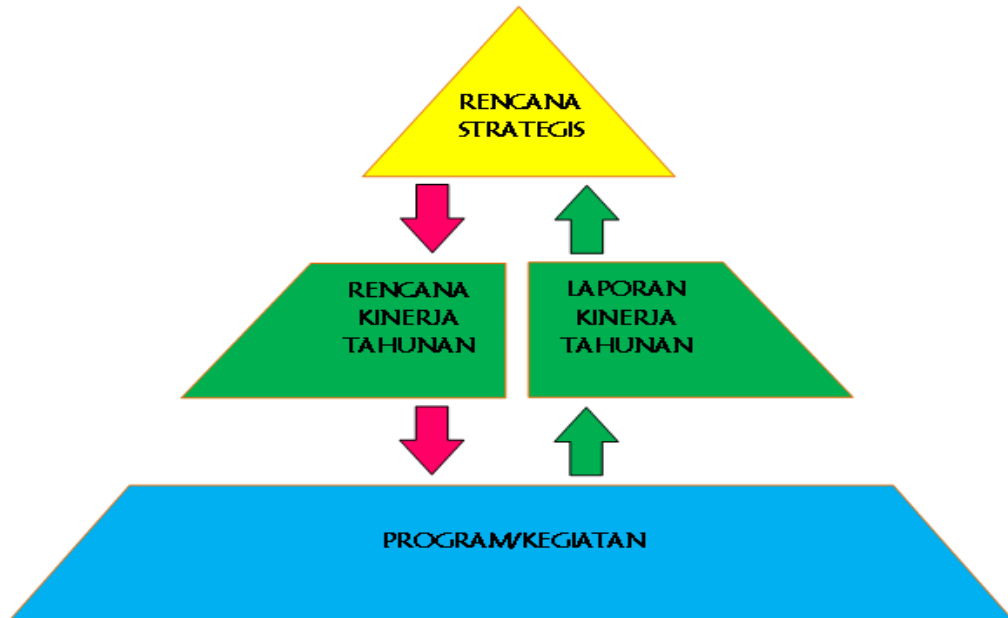 RENCANA
STRATEGIS
RENCANA
KINERJA
TAHUNAN
LAPORAN
KINERJA
TAHUNAN
PROGRAM/KEGIATAN